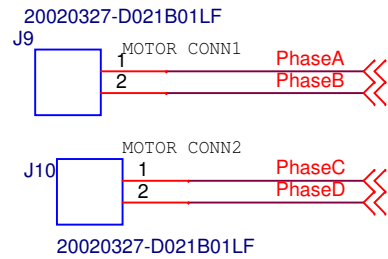 20020327-D021B01LF
J9
MOTOR CONN1
1
PhaseA
2
PhaseB
MOTOR CONN2
J10
1
PhaseC
2
PhaseD
20020327-D021B01LF